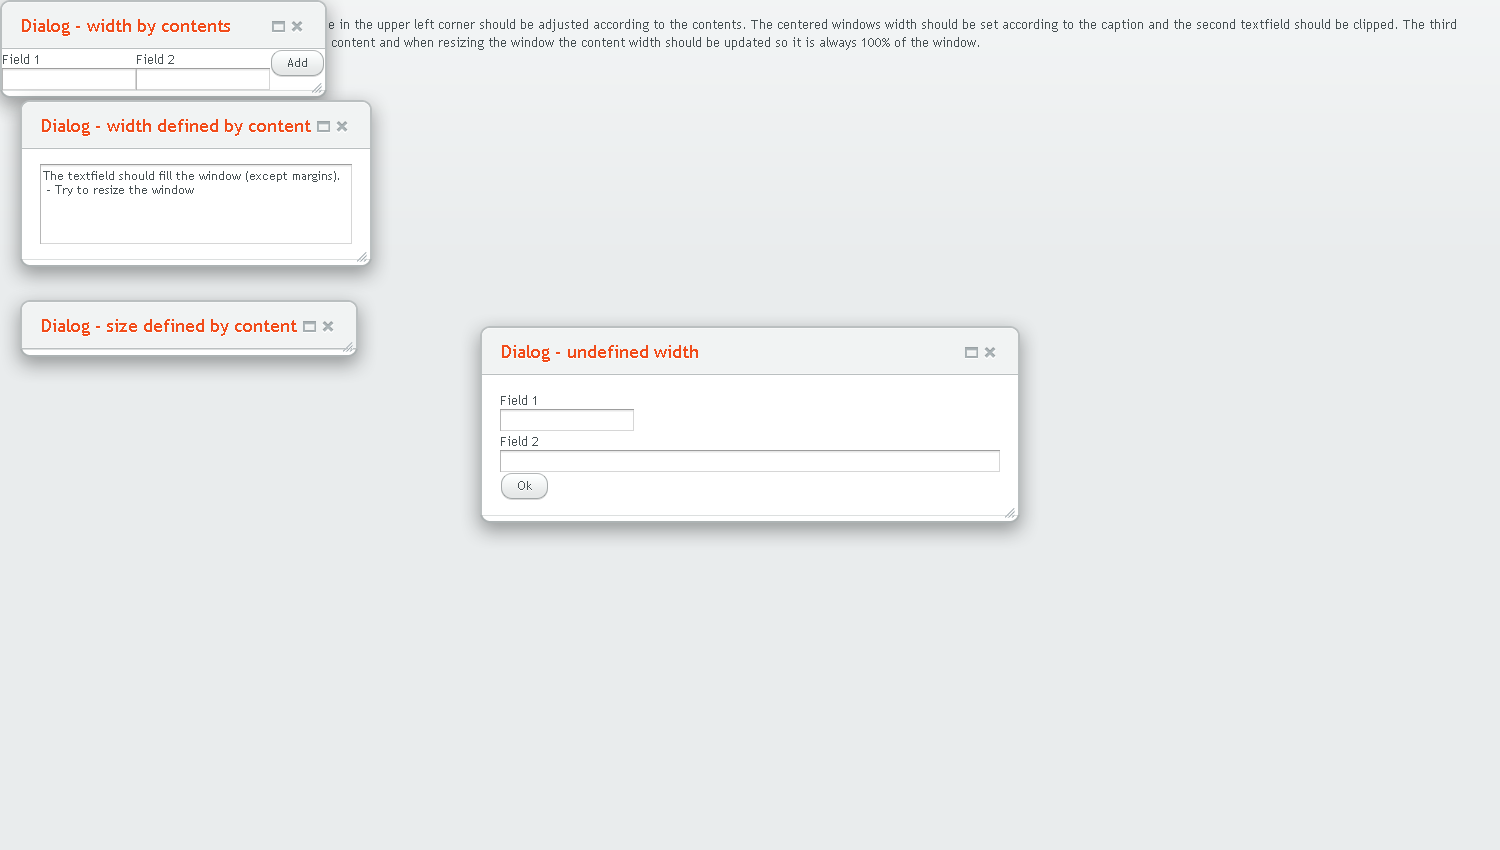 Dialog - width by contents
e in the upper left corner should be adjusted according to the contents. The centered windows width should be set according to the caption and the second textfield should be clipped. The third
content and when resizing the window the content width should be updated so it is always 100% of the window.
Field 1 Field 2 Add
Dialog - width defined by content
The textfield should fill the window (except margins).
- Try to resize the window
Dialog - size defined by content
Dialog - undefined width
Field 1
Field 2
Ok